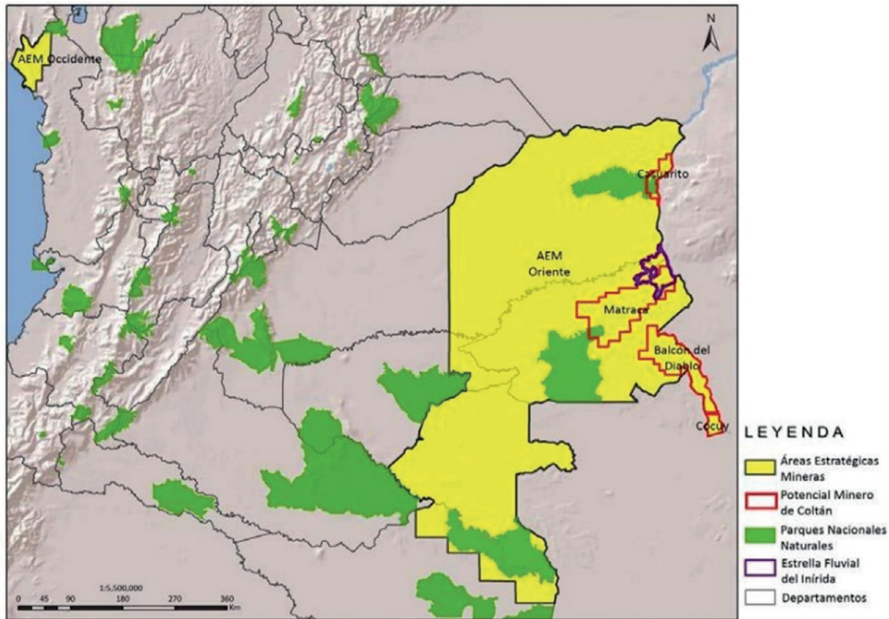 N
AEM Occidente
Casuarito
AEM
Oriente
Matraca
Balcón del
Diablo
Cocuy
LEYENDA
Áreas Estratégicas
Mineras
Potencial Minero
de Coltán
Parques Nacionales
Naturales
Estrella Fluvial
del Inírida
Departamentos
1:5,500,000
0 45 90 180 270 360
Km